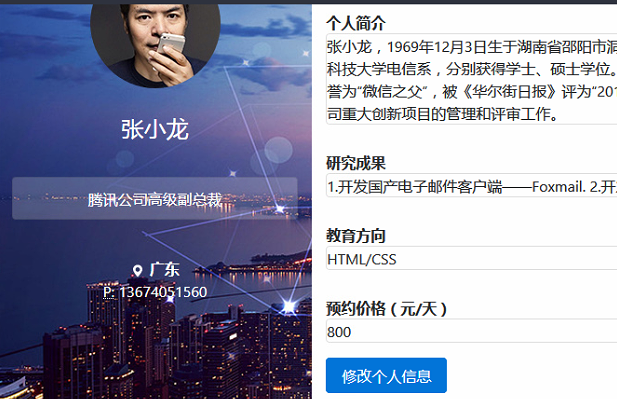 张小龙
腾讯公司高级副总裁
广东
P: 13674051560
个人简介
张小龙，1969年12月3日生于湖南省邵阳市洞
科技大学电信系，分别获得学士、硕士学位。
誉为"微信之父"，被《华尔街日报》评为"201
司重大创新项目的管理和评审工作。
研究成果
1.开发国产电子邮件客户端——Foxmail. 2.开
教育方向
HTML/CSS
预约价格（元/天）
800
修改个人信息